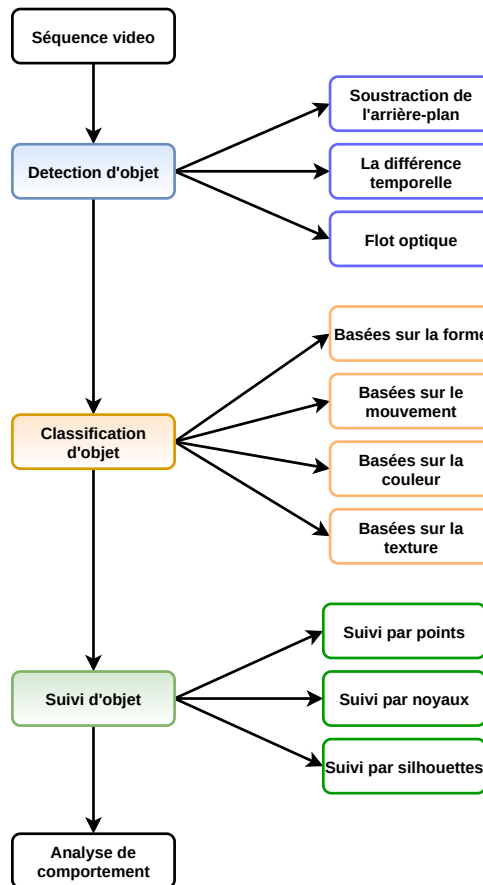 Séquence video
Detection d'objet
Soustraction de
l'arrière-plan
La différence
temporelle
Flot optique
Classification
d'objet
Basées sur la forme
Basées sur le
mouvement
Basées sur la
couleur
Basées sur la
texture
Suivi d'objet
Suivi par points
Suivi par noyaux
Suivi par silhouettes
Analyse de
comportement